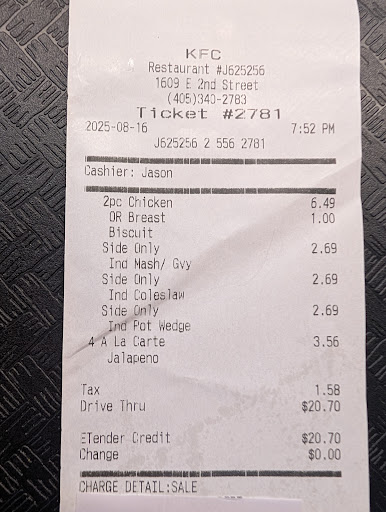 KFC
Restaurant #J625256
1609 E 2nd Street
(405)340-2783
Ticket #2781
2025-08-16 7:52 PM
J625256 2 556 2781
Cashier: Jason
2pc Chicken 6.49
OR Breast 1.00
Biscuit
Side Only 2.69
Ind Mash/ Gvy
Side Only 2.69
Ind Coleslaw
Side Only 2.69
Ind Pot Wedge
4 A La Carte 3.56
Jalapeno
Tax 1.58
Drive Thru $20.70
ETender Credit $20.70
Change $0.00
CHARGE DETAIL:SALE